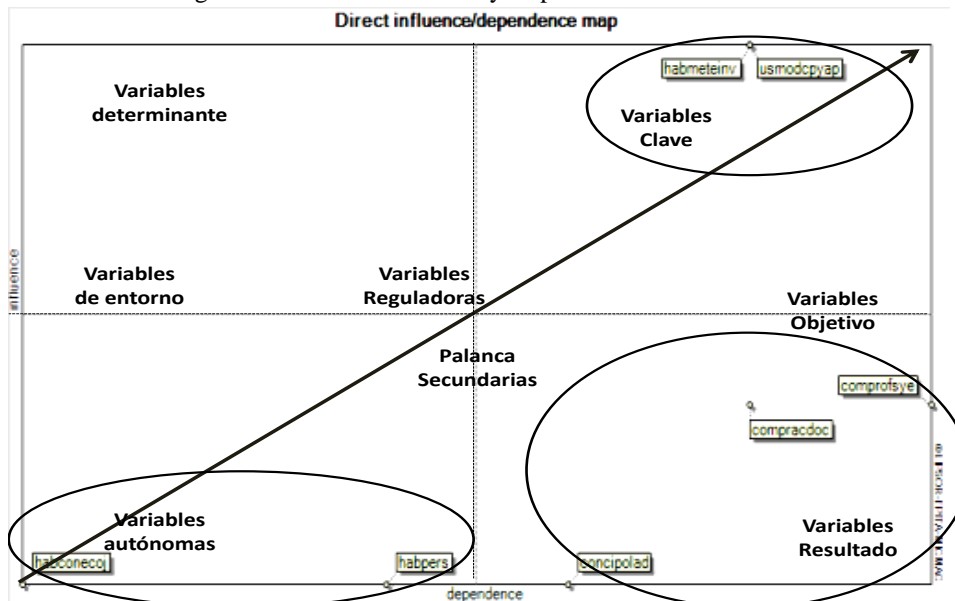 Direct influence/dependence map
habmeteinv
usmodcpyap
Variables
determinante
Variables
Clave
influence
Variables
de entorno
Variables
Reguladoras
Variables
Objetivo
Palanca
Secundarias
comprofsye
compracdoc
Variables
autónomas
Variables
Resultado
habconecoj
habpers
concipolad
dependence